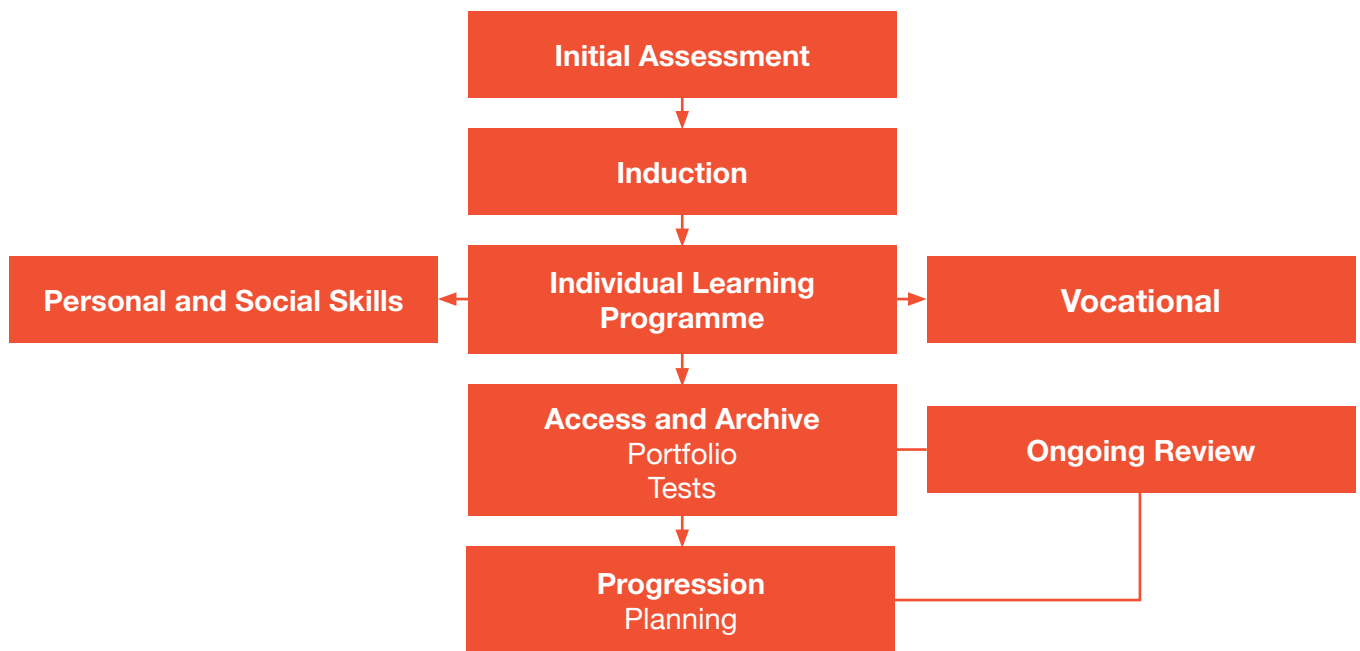 Initial Assessment
Induction
Personal and Social Skills
Individual Learning
Programme
Vocational
Access and Archive
Portfolio
Tests
Ongoing Review
Progression
Planning